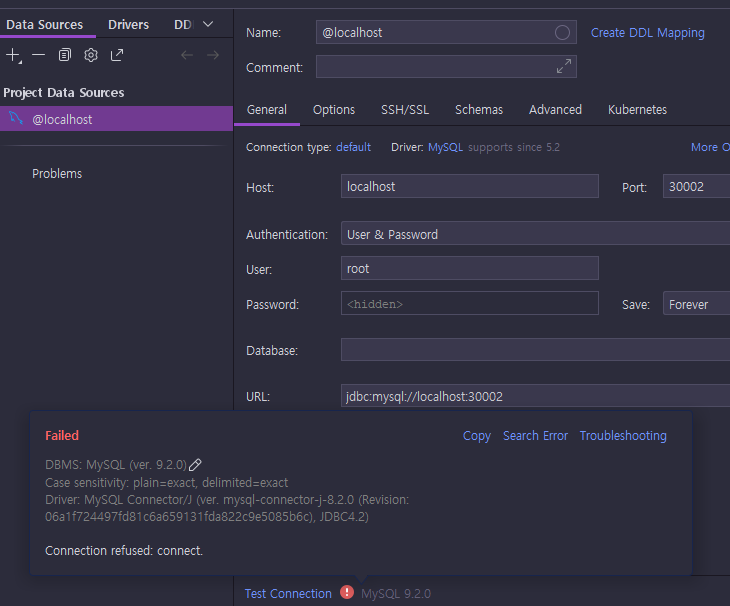 Data Sources Drivers DD
Name: @localhost Create DDL Mapping
Comment:
Project Data Sources
@localhost
Problems
General Options SSH/SSL Schemas Advanced Kubernetes
Connection type: default Driver: MySQL supports since 5.2 More O
Host: localhost Port: 30002
Authentication: User & Password
User: root
Password: <hidden> Save: Forever
Database:
URL: jdbc:mysql://localhost:30002
Failed Copy Search Error Troubleshooting
DBMS: MySQL (ver. 9.2.0)
Case sensitivity: plain=exact, delimited=exact
Driver: MySQL Connector/J (ver. mysql-connector-j-8.2.0 (Revision:
06a1f724497fd81c6a659131fda822c9e5085b6c), JDBC4.2)
Connection refused: connect.
Test Connection MySQL 9.2.0